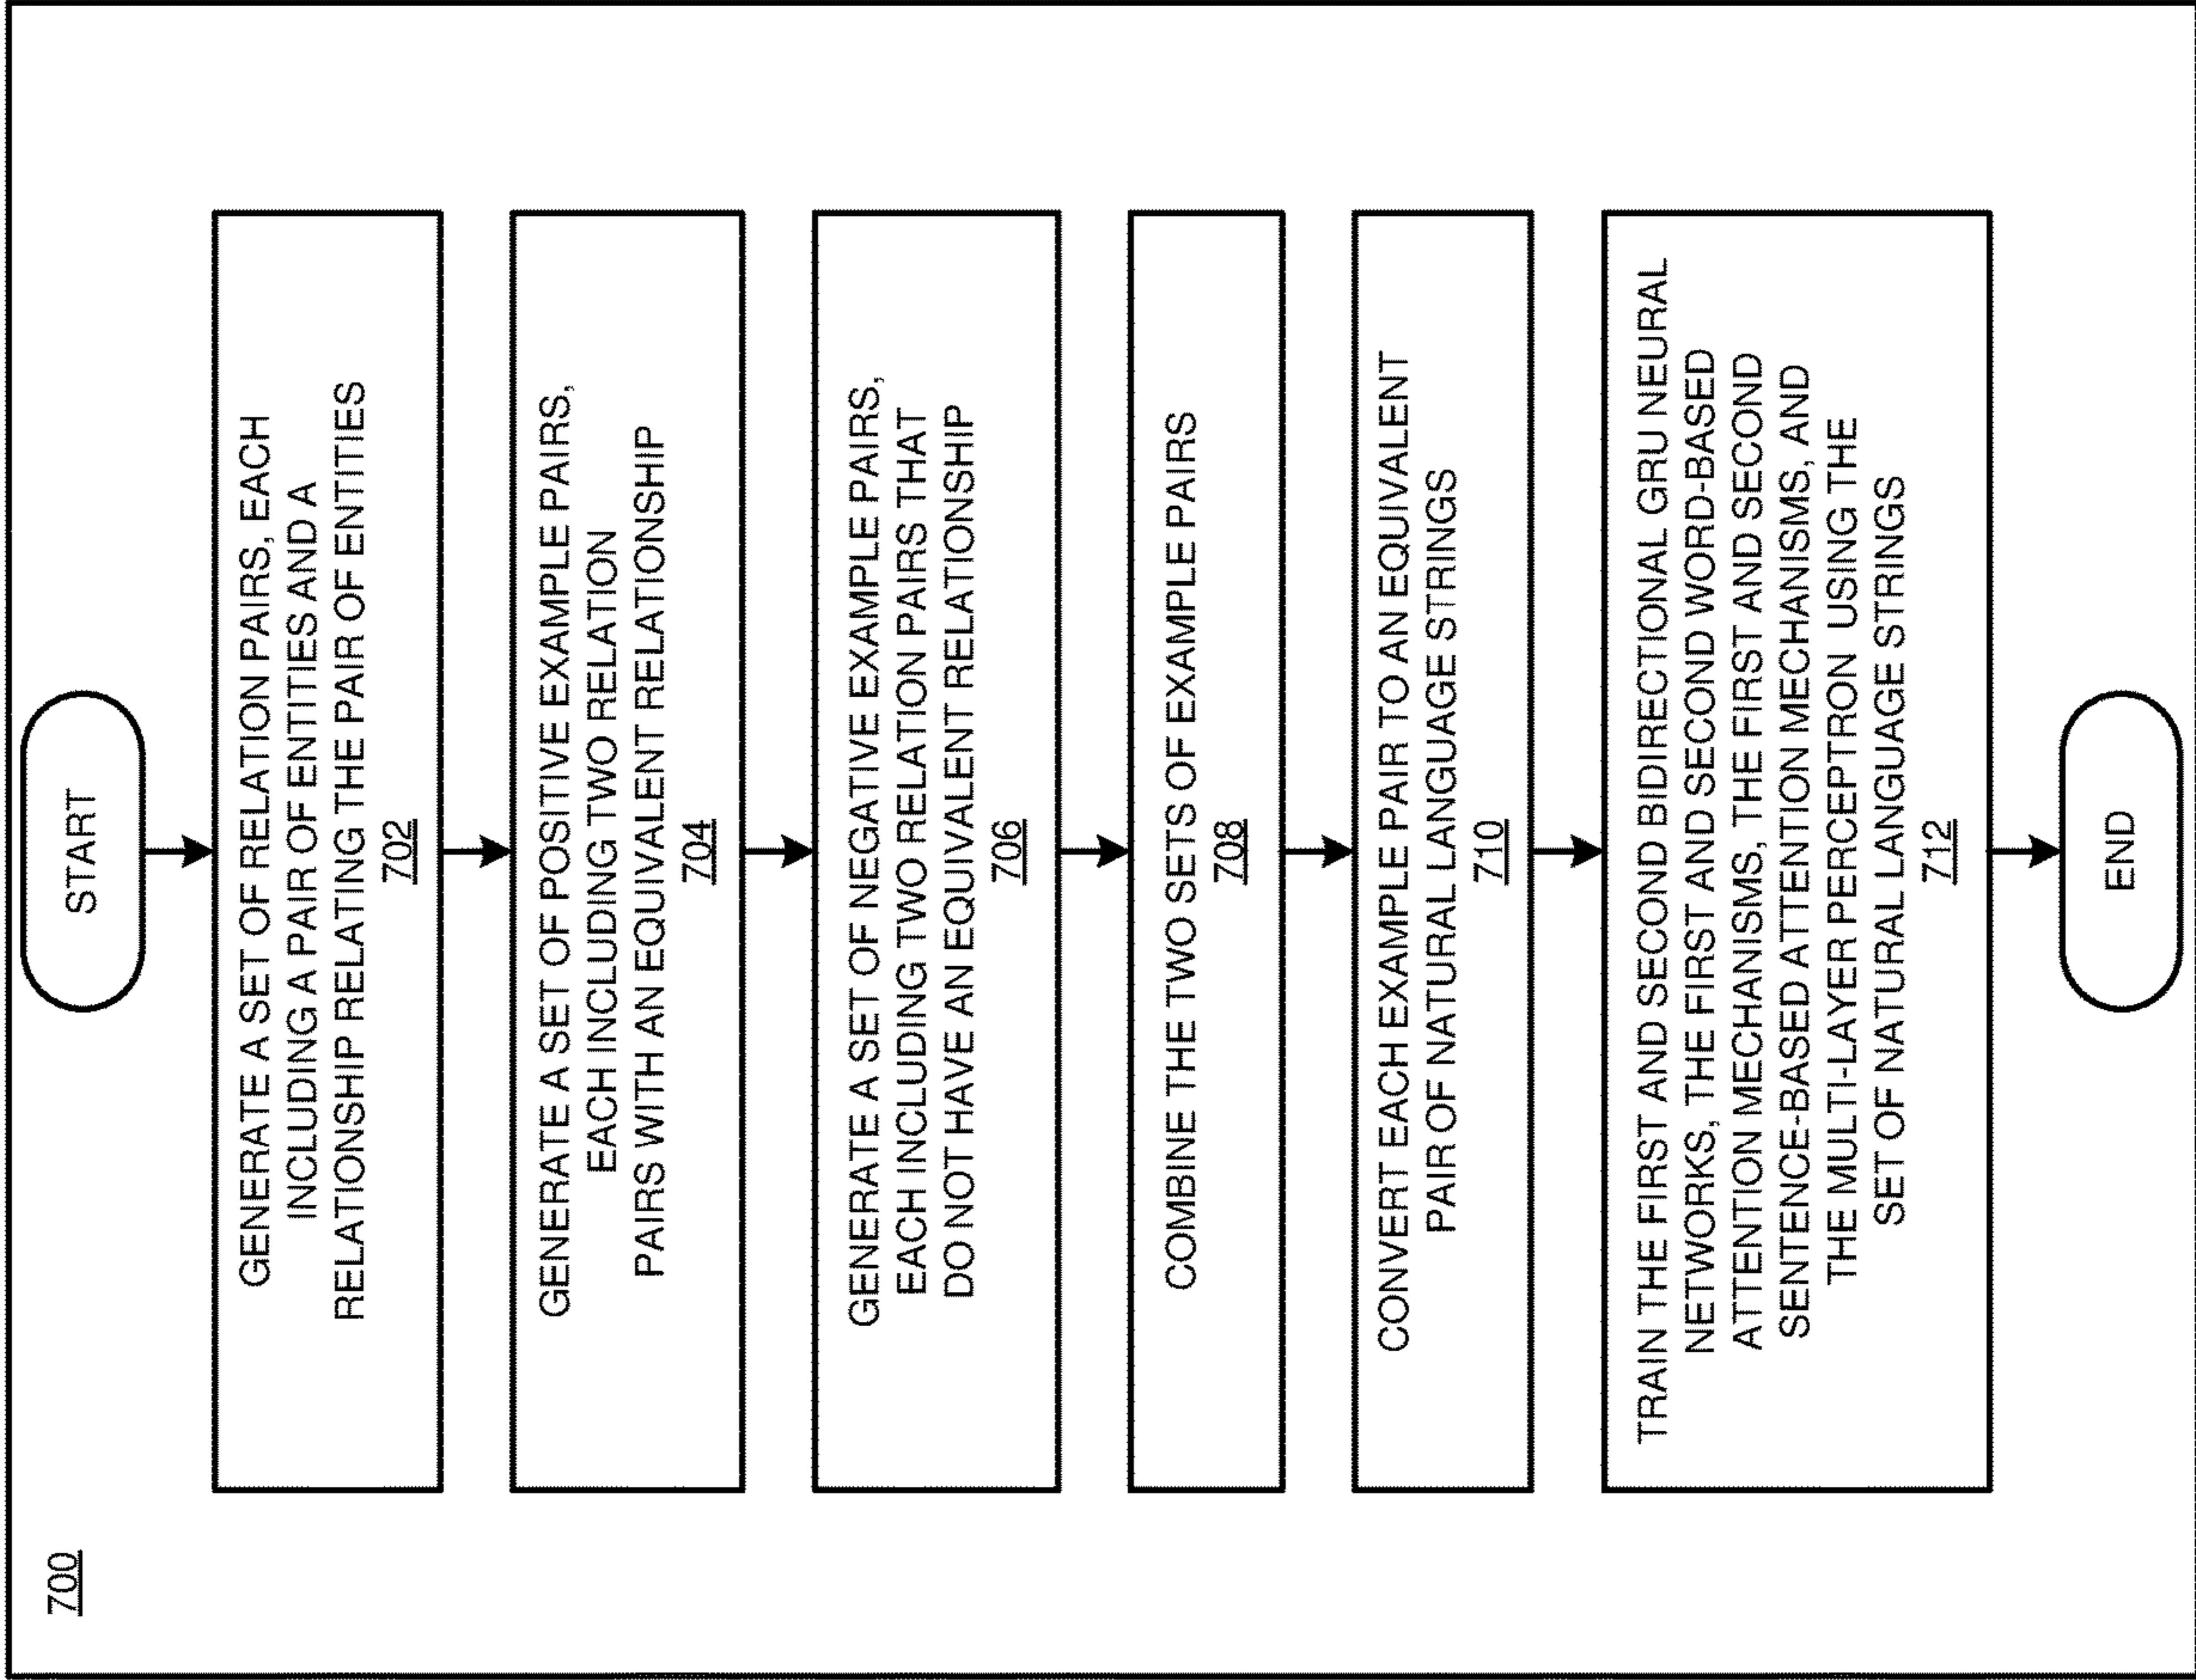 700
START
GENERATE A SET OF RELATION PAIRS, EACH
INCLUDING A PAIR OF ENTITIES AND A
RELATIONSHIP RELATING THE PAIR OF ENTITIES
702
GENERATE A SET OF POSITIVE EXAMPLE PAIRS,
EACH INCLUDING TWO RELATION
PAIRS WITH AN EQUIVALENT RELATIONSHIP
704
GENERATE A SET OF NEGATIVE EXAMPLE PAIRS,
EACH INCLUDING TWO RELATION PAIRS THAT
DO NOT HAVE AN EQUIVALENT RELATIONSHIP
706
COMBINE THE TWO SETS OF EXAMPLE PAIRS
708
CONVERT EACH EXAMPLE PAIR TO AN EQUIVALENT
PAIR OF NATURAL LANGUAGE STRINGS
710
TRAIN THE FIRST AND SECOND BIDIRECTIONAL GRU NEURAL
NETWORKS, THE FIRST AND SECOND WORD-BASED
ATTENTION MECHANISMS, THE FIRST AND SECOND
SENTENCE-BASED ATTENTION MECHANISMS, AND
THE MULTI-LAYER PERCEPTRON USING THE
SET OF NATURAL LANGUAGE STRINGS
712
END